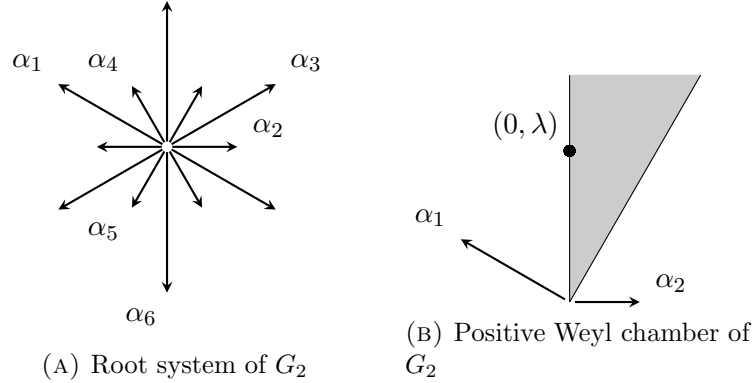 α₁
α₄
α₃
α₂
α₅
α₆
(A) Root system of G₂
(0, λ)
α₁
α₂
(B) Positive Weyl chamber of
G₂